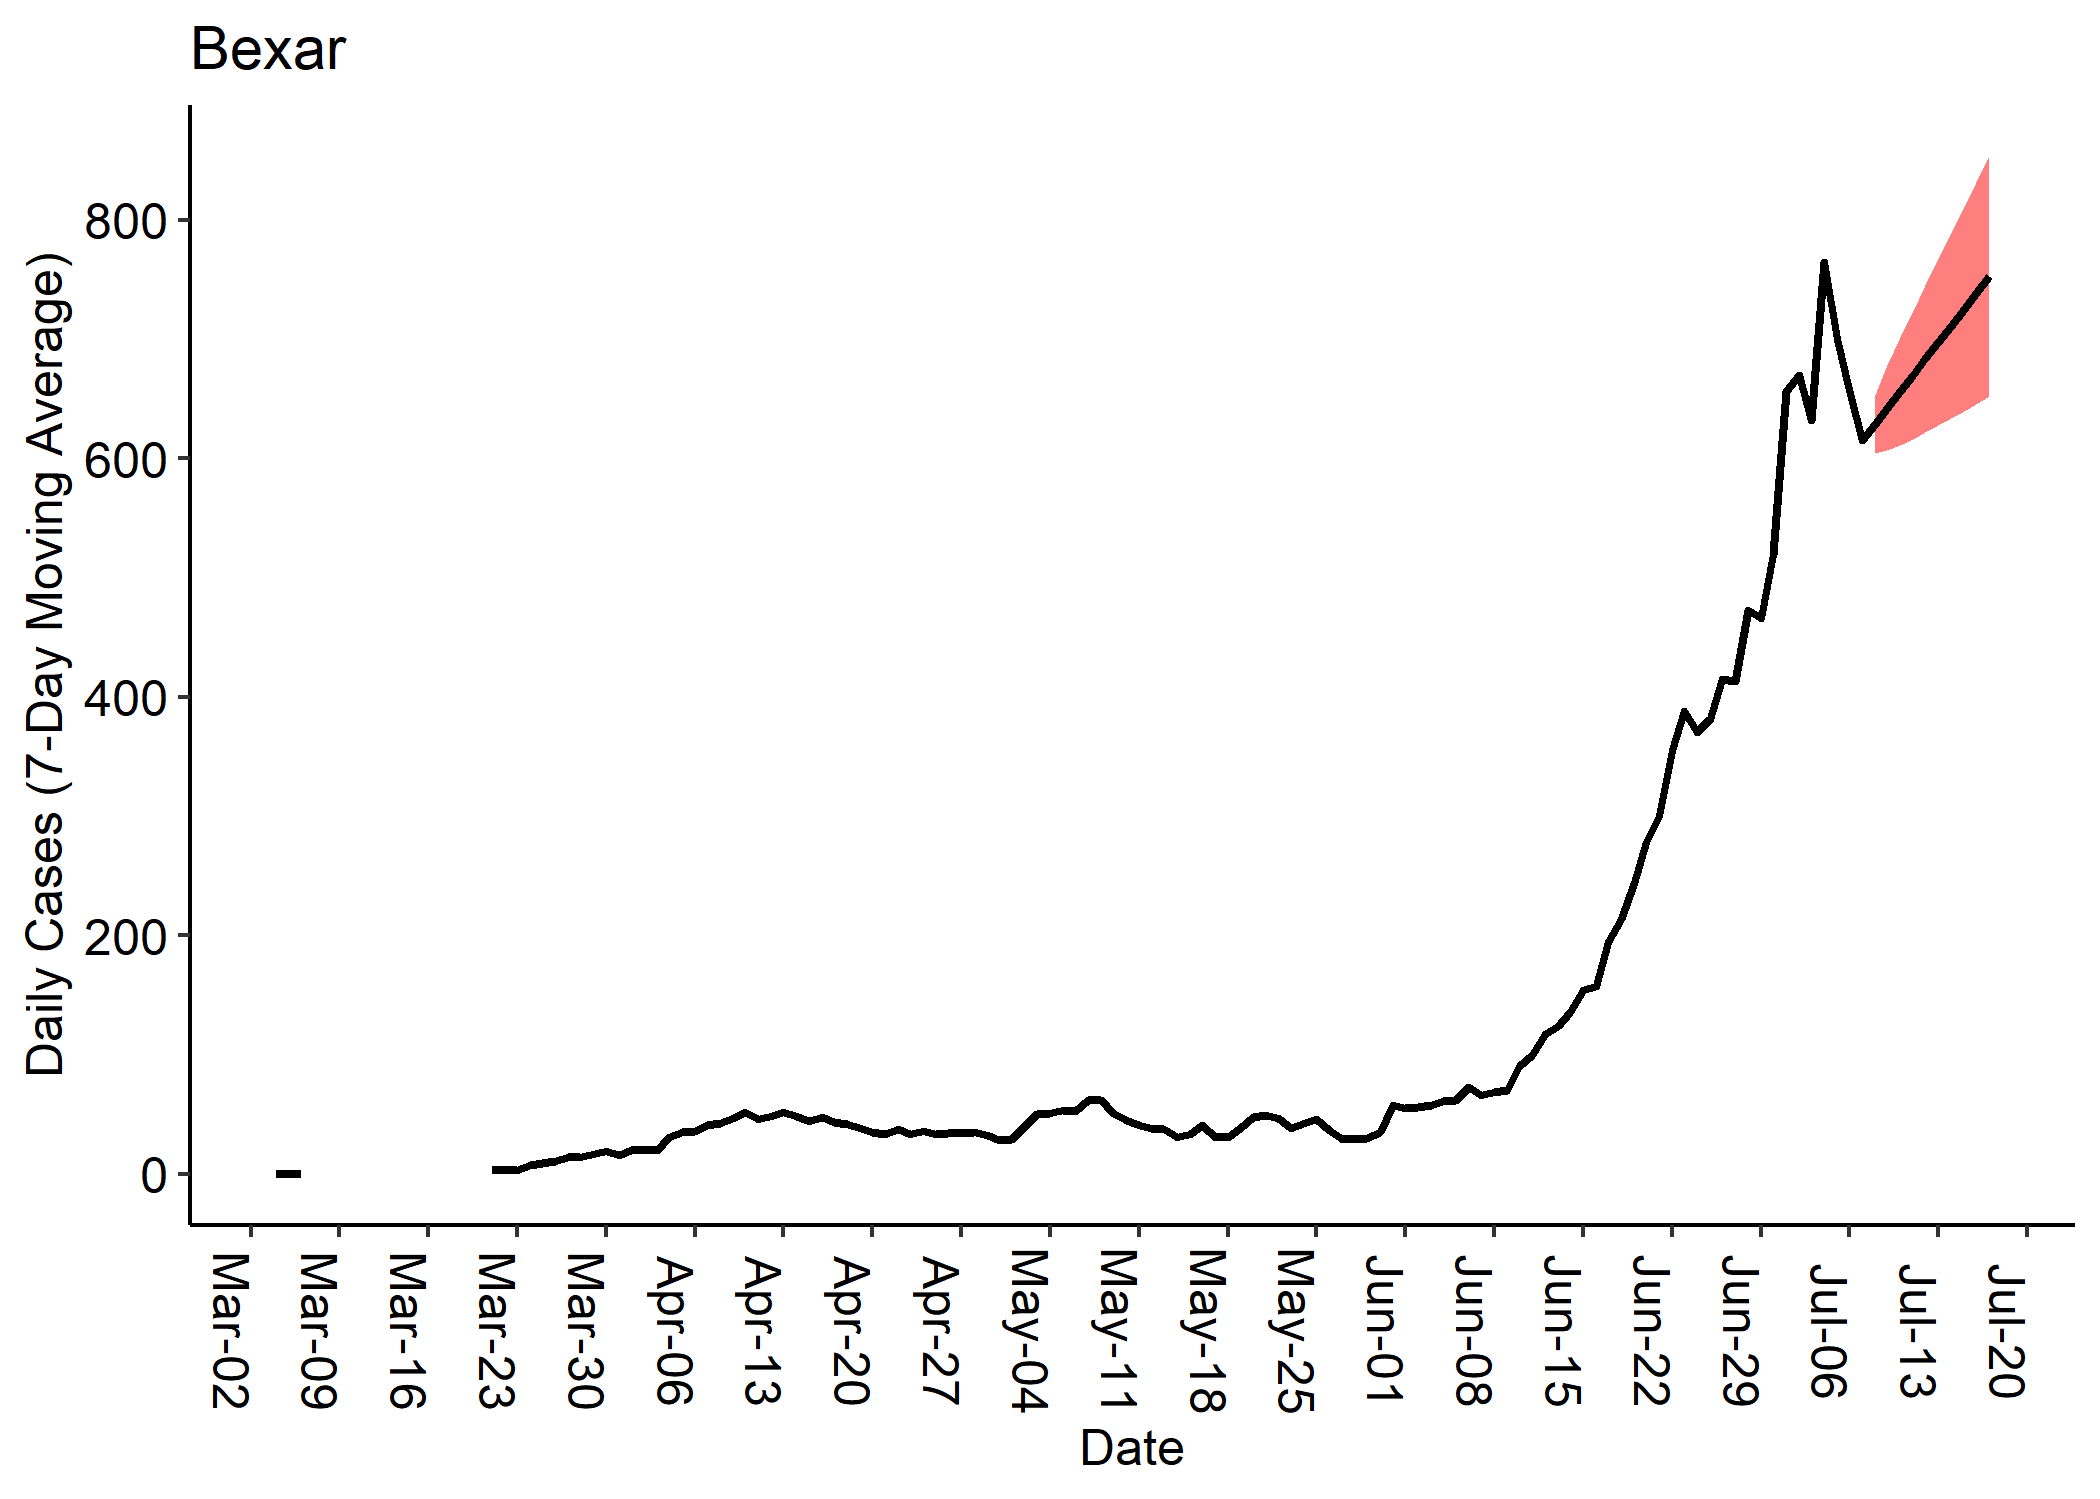 Bexar
Daily Cases (7-Day Moving Average)
800
600
400
200
0
Mar-02
Mar-09
Mar-16
Mar-23
Mar-30
Apr-06
Apr-13
Apr-20
Apr-27
May-04
May-11
May-18
May-25
Jun-01
Jun-08
Jun-15
Jun-22
Jun-29
Jul-06
Jul-13
Jul-20
Date